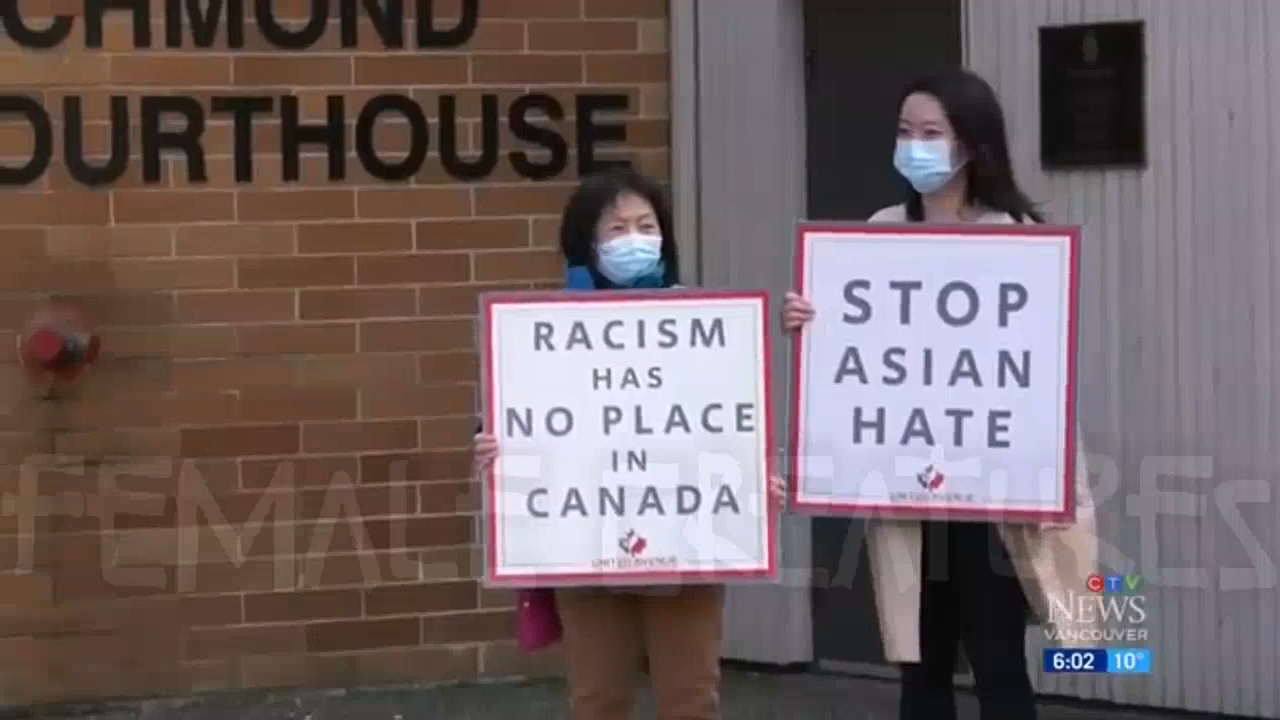 CHMOND
OURTHOUSE
RACISM
HAS
NO PLACE
IN
CANADA
STOP
ASIAN
HATE
FEMALE CREATURES
CTV
NEWS
VANCOUVER
6:02 10°